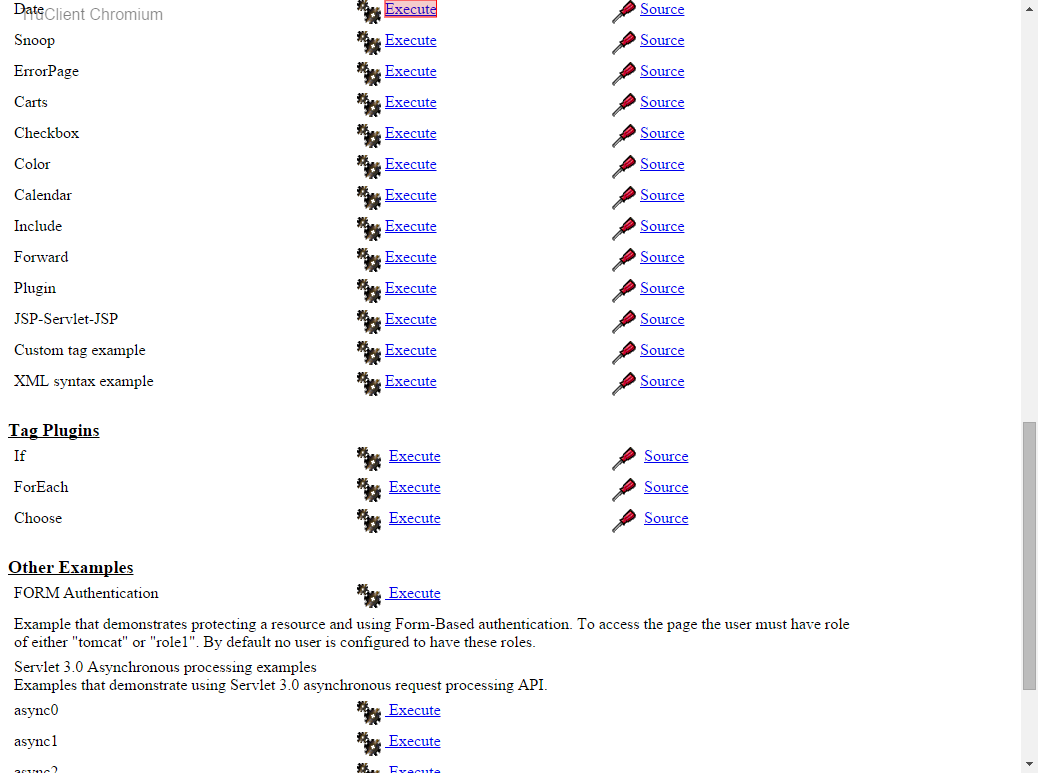 TruClient Chromium
Date Execute Source
Snoop Execute Source
ErrorPage Execute Source
Carts Execute Source
Checkbox Execute Source
Color Execute Source
Calendar Execute Source
Include Execute Source
Forward Execute Source
Plugin Execute Source
JSP-Servlet-JSP Execute Source
Custom tag example Execute Source
XML syntax example Execute Source
Tag Plugins
If Execute Source
ForEach Execute Source
Choose Execute Source
Other Examples
FORM Authentication Execute
Example that demonstrates protecting a resource and using Form-Based authentication. To access the page the user must have role
of either "tomcat" or "role1". By default no user is configured to have these roles.
Servlet 3.0 Asynchronous processing examples
Examples that demonstrate using Servlet 3.0 asynchronous request processing API.
async0 Execute
async1 Execute
async2 Execute